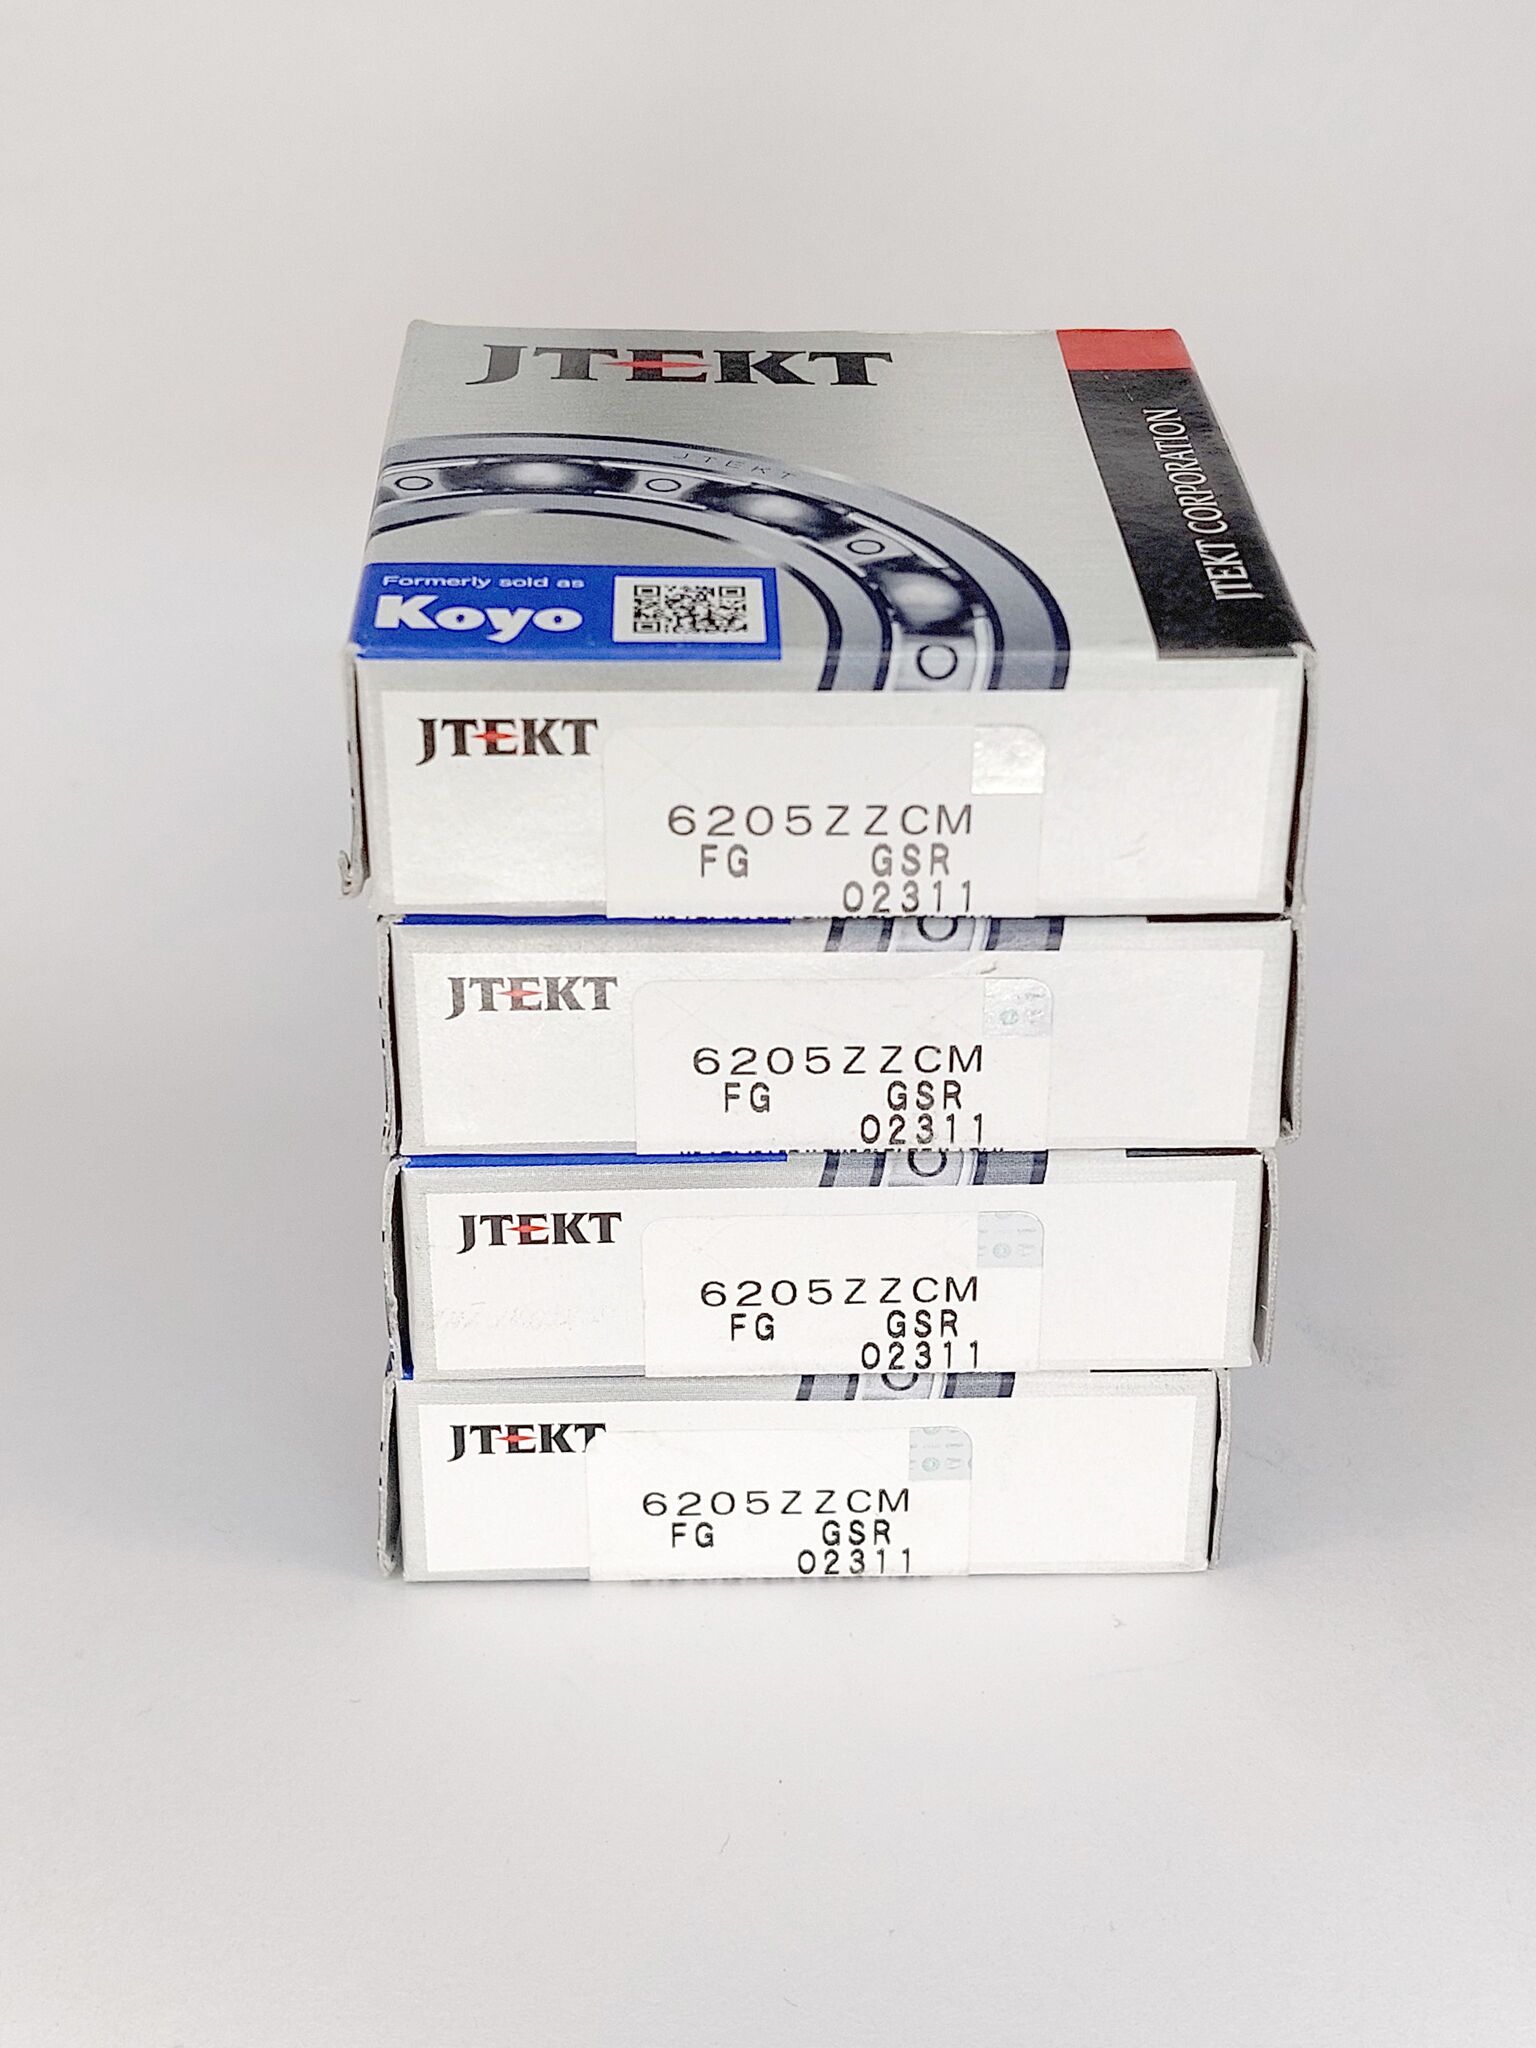 JTEKT
JTEKT CORPORATION
JTEKT
Formerly sold as
Koyo
JTEKT
6205ZZCM
FG GSR
02311
JTEKT
6205ZZCM
FG GSR
02311
JTEKT
6205ZZCM
FG GSR
02311
JTEKT
6205ZZCM
FG GSR
02311